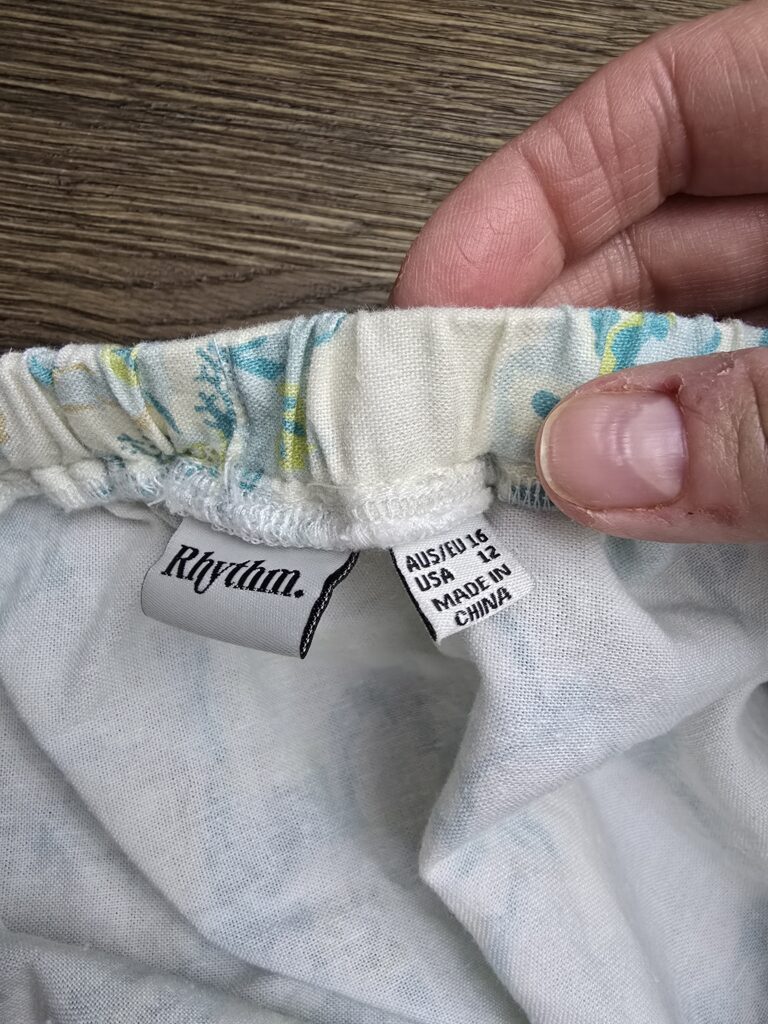 Rhythm.
AUS/EU 16
USA 12
MADE IN
CHINA